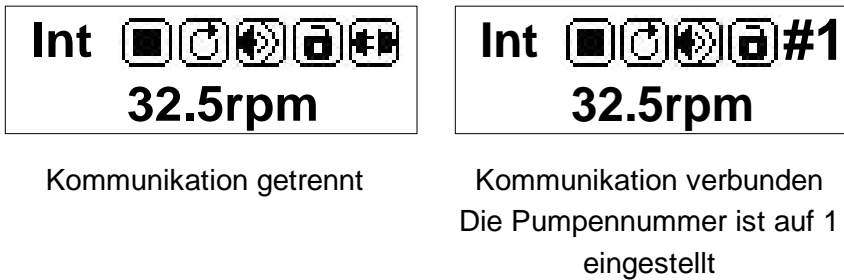 Int
32.5rpm
Kommunikation getrennt
Int #1
32.5rpm
Kommunikation verbunden
Die Pumpennummer ist auf 1
eingestellt